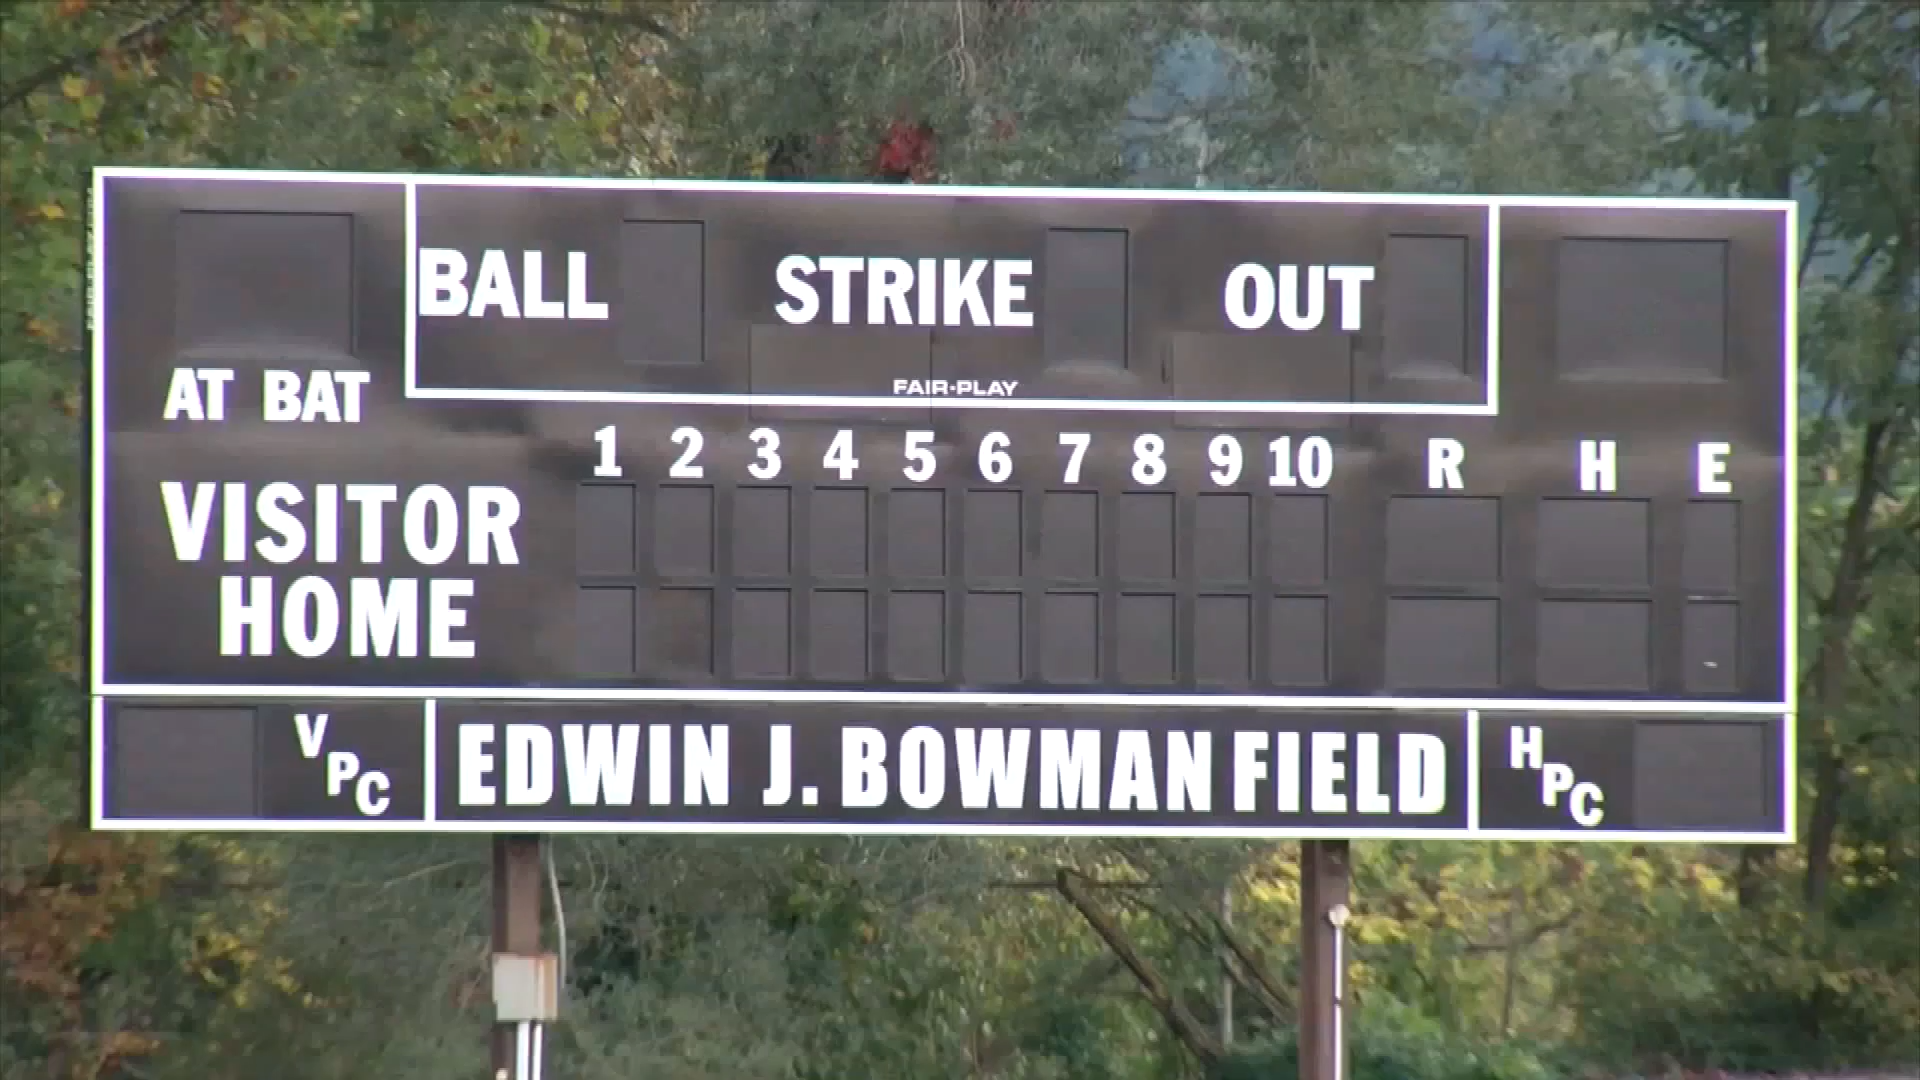 BALL STRIKE OUT
FAIR-PLAY
AT BAT
1 2 3 4 5 6 7 8 9 10 R H E
VISITOR
HOME
VPC EDWIN J. BOWMAN FIELD HPC